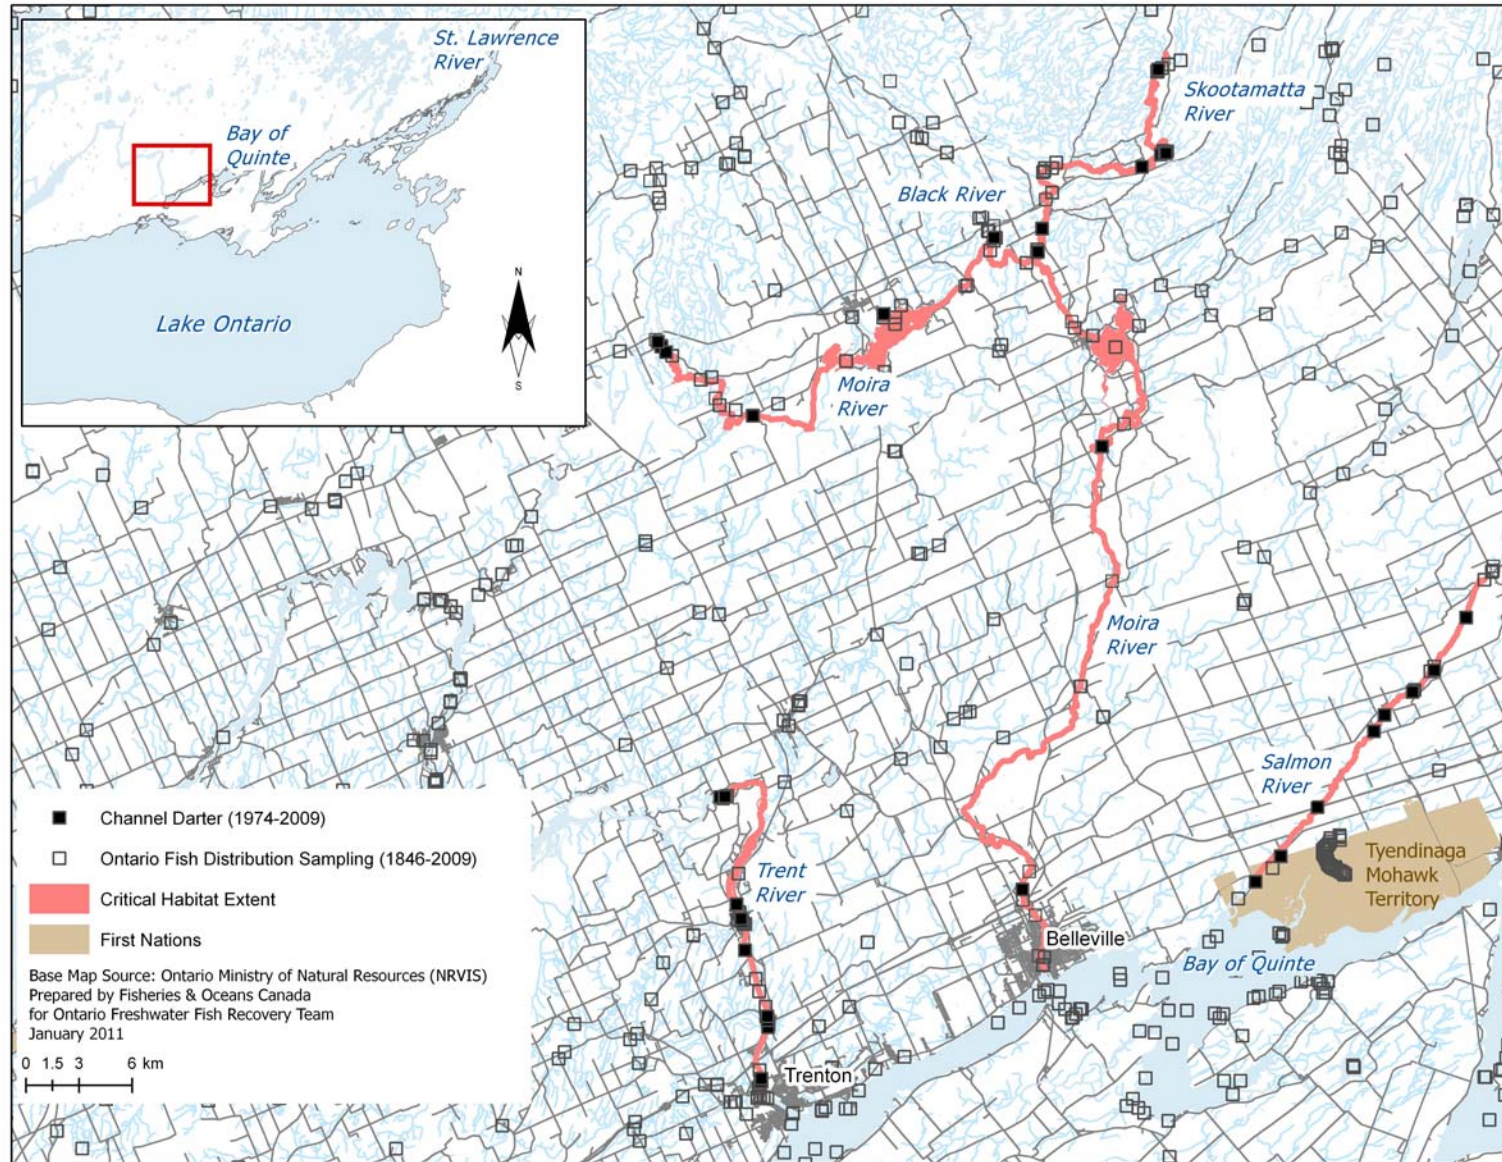 St. Lawrence
River
Bay of
Quinte
Lake Ontario
N
S
Skootamatta
River
Black River
Moira
River
Moira
River
Salmon
River
Trent
River
Tyendinaga
Mohawk
Territory
Belleville
Bay of Quinte
Trenton
Channel Darter (1974-2009)
Ontario Fish Distribution Sampling (1846-2009)
Critical Habitat Extent
First Nations
Base Map Source: Ontario Ministry of Natural Resources (NRVIS)
Prepared by Fisheries & Oceans Canada
for Ontario Freshwater Fish Recovery Team
January 2011
0 1.5 3 6 km